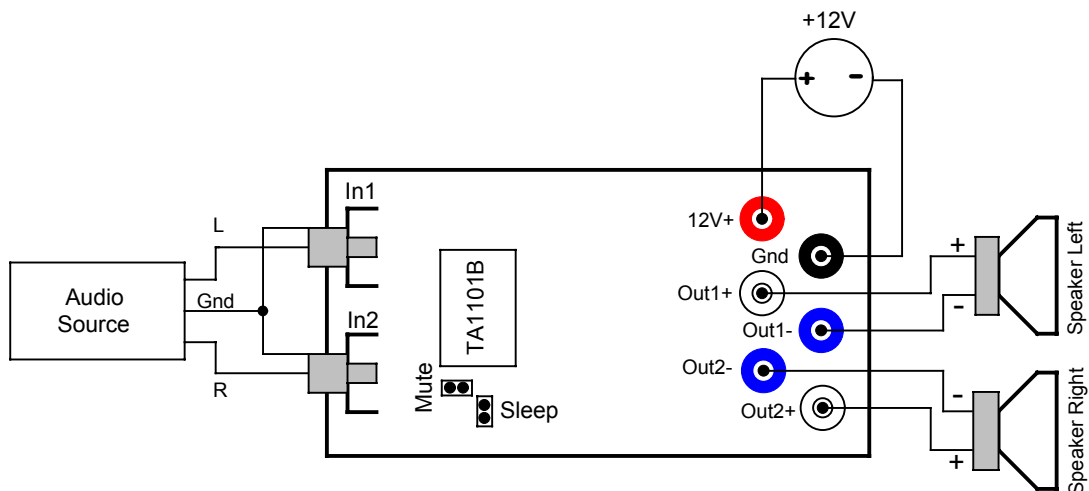 +12V
+ -
In1
L
12V+
Gnd
Audio
Source
Gnd
TA1101B
Out1+
Out1-
+
-
Speaker Left
In2
R
Mute
Sleep
Out2-
Out2+
-
+
Speaker Right